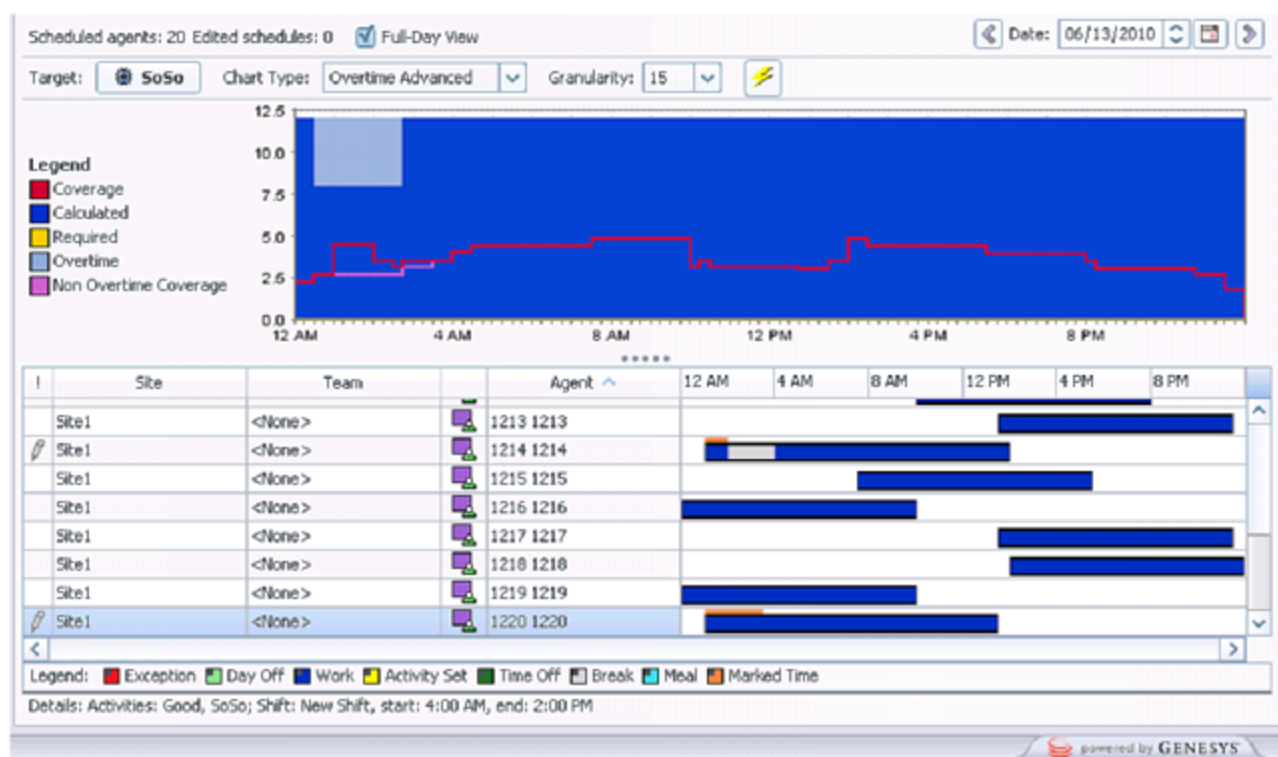 Scheduled agents: 20 Edited schedules: 0 Full-Day View Date: 06/13/2010
Target: SoSo Chart Type: Overtime Advanced Granularity: 15
12.5
10.0
7.5
5.0
2.5
0.0
Legend
Coverage
Calculated
Required
Overtime
Non Overtime Coverage
12 AM 4 AM 8 AM 12 PM 4 PM 8 PM
! Site Team Agent 12 AM 4 AM 8 AM 12 PM 4 PM 8 PM
Site1 <None> 1213 1213
Site1 <None> 1214 1214
Site1 <None> 1215 1215
Site1 <None> 1216 1216
Site1 <None> 1217 1217
Site1 <None> 1218 1218
Site1 <None> 1219 1219
Site1 <None> 1220 1220
Legend: Exception Day Off Work Activity Set Time Off Break Meal Marked Time
Details: Activities: Good, SoSo; Shift: New Shift, start: 4:00 AM, end: 2:00 PM
powered by GENESYS